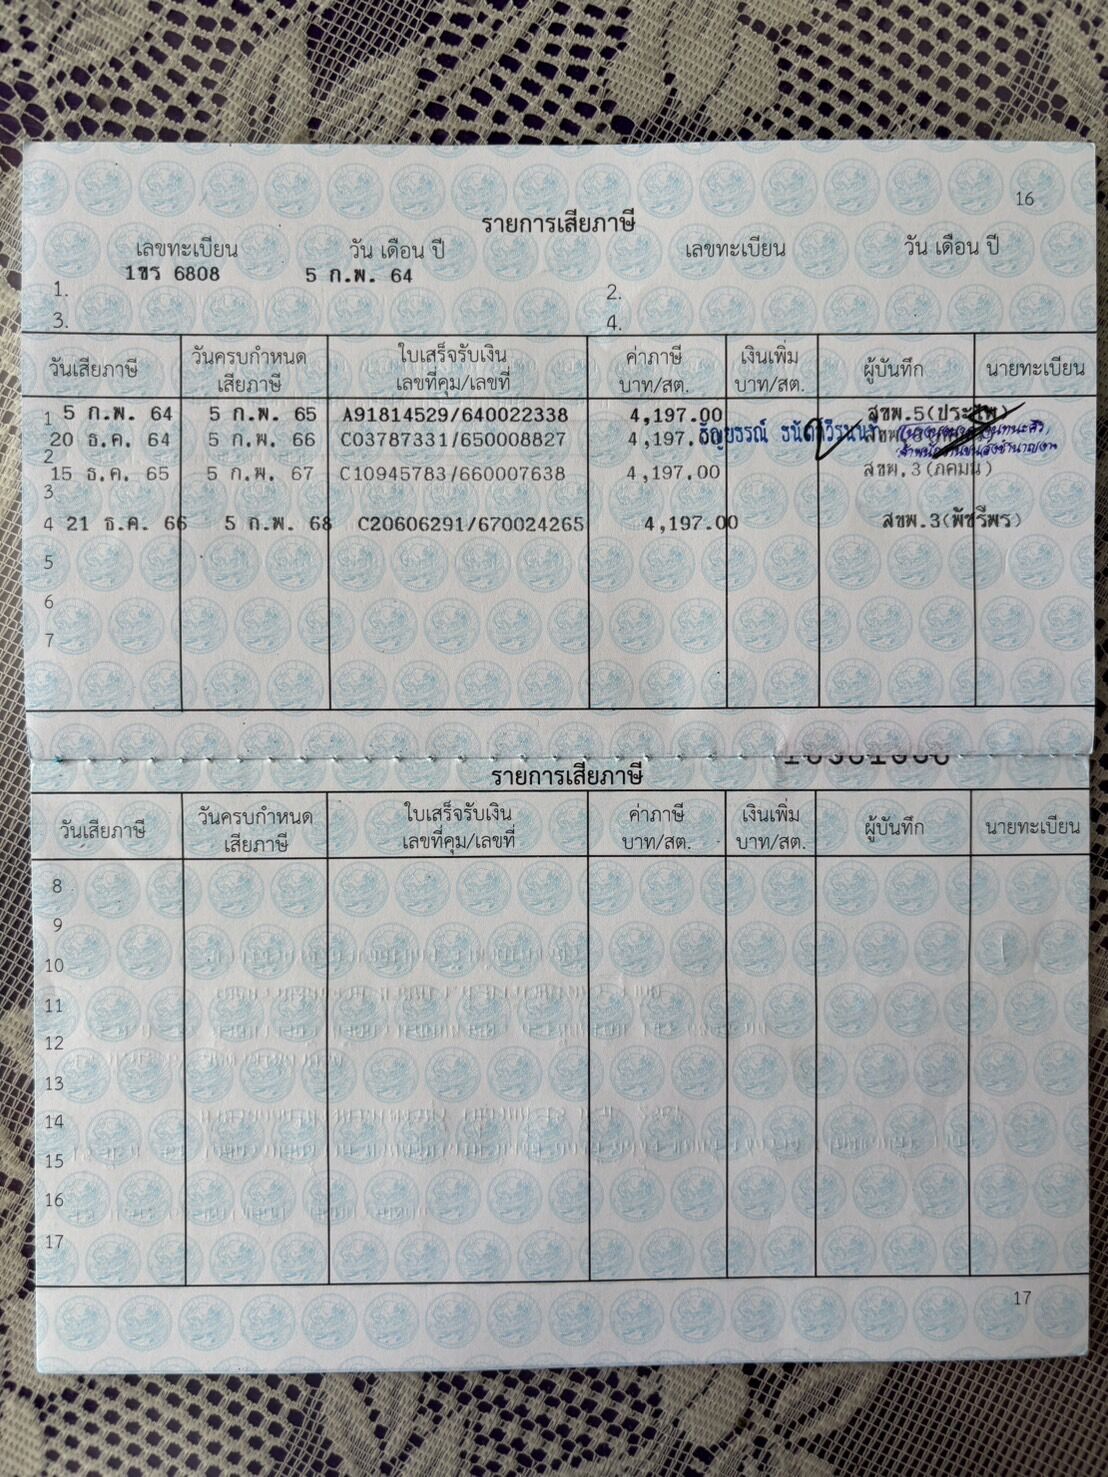 16
รายการเสียภาษี
เลขทะเบียน วัน เดือน ปี เลขทะเบียน วัน เดือน ปี
1ขร 6808 5 ก.พ. 64
1. 2.
3. 4.
วันเสียภาษี วันครบกำหนด เสียภาษี ใบเสร็จรับเงิน เลขที่คุม/เลขที่ ค่าภาษี บาท/สต. เงินเพิ่ม บาท/สต. ผู้บันทึก นายทะเบียน
1 5 ก.พ. 64 5 ก.พ. 65 A91814529/640022338 4,197.00
20 ธ.ค. 64 5 ก.พ. 66 C03787331/650008827 4,197.
2
15 ธ.ค. 65 5 ก.พ. 67 C10945783/660007638 4,197.00 สขพ.3(ภคมน)
3
4 21 ธ.ค. 66 5 ก.พ. 68 C20606291/670024265 4,197.00 สขพ.3(พัชรีพร)
5
6
7
รายการเสียภาษี
วันเสียภาษี วันครบกำหนด เสียภาษี ใบเสร็จรับเงิน เลขที่คุม/เลขที่ ค่าภาษี บาท/สต. เงินเพิ่ม บาท/สต. ผู้บันทึก นายทะเบียน
8
9
10
11
12
13
14
15
16
17
17